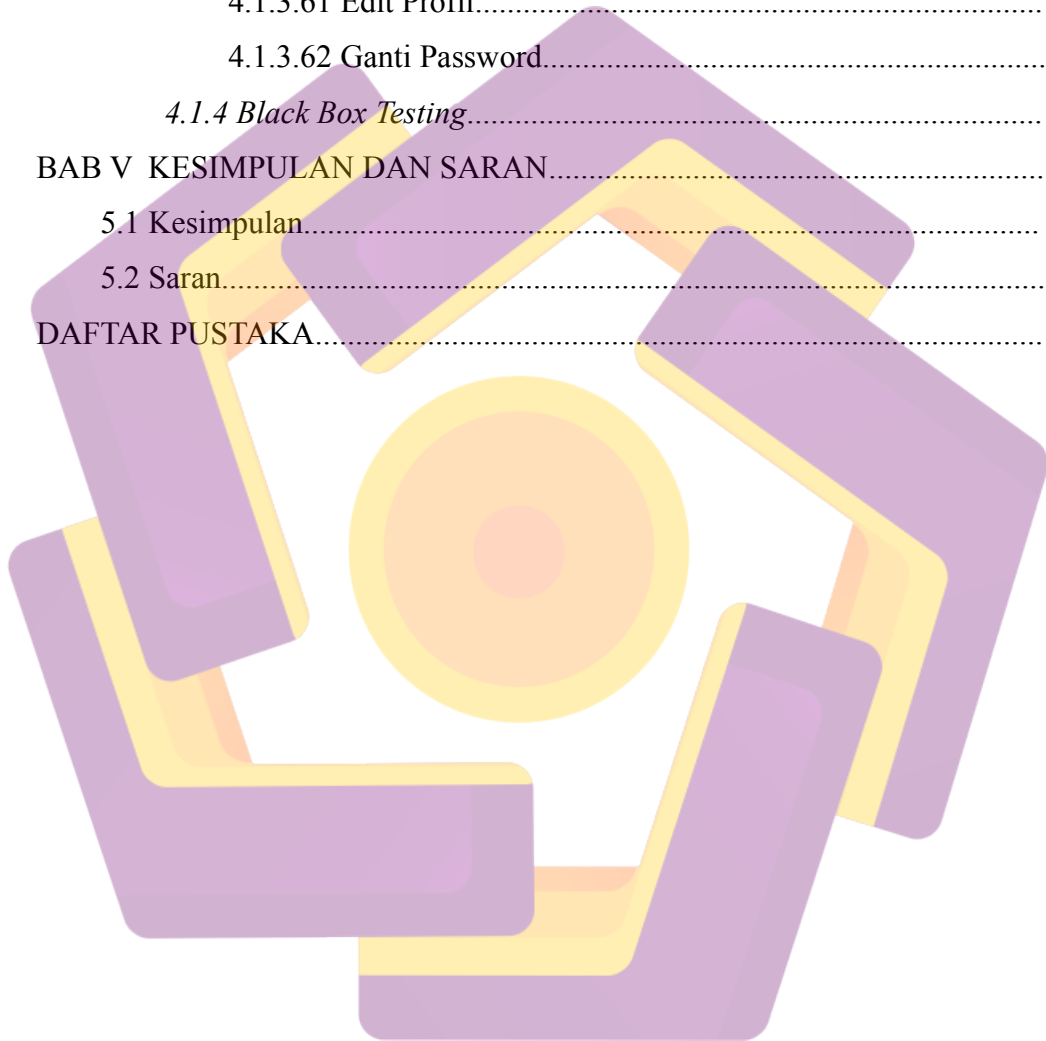 4.1.3.61 Edit Profil......................................................................
4.1.3.62 Ganti Password..............................................................
4.1.4 Black Box Testing........................................................................
BAB V  KESIMPULAN DAN SARAN..............................................................
5.1 Kesimpulan............................................................................................
5.2 Saran.......................................................................................................
DAFTAR PUSTAKA...........................................................................................